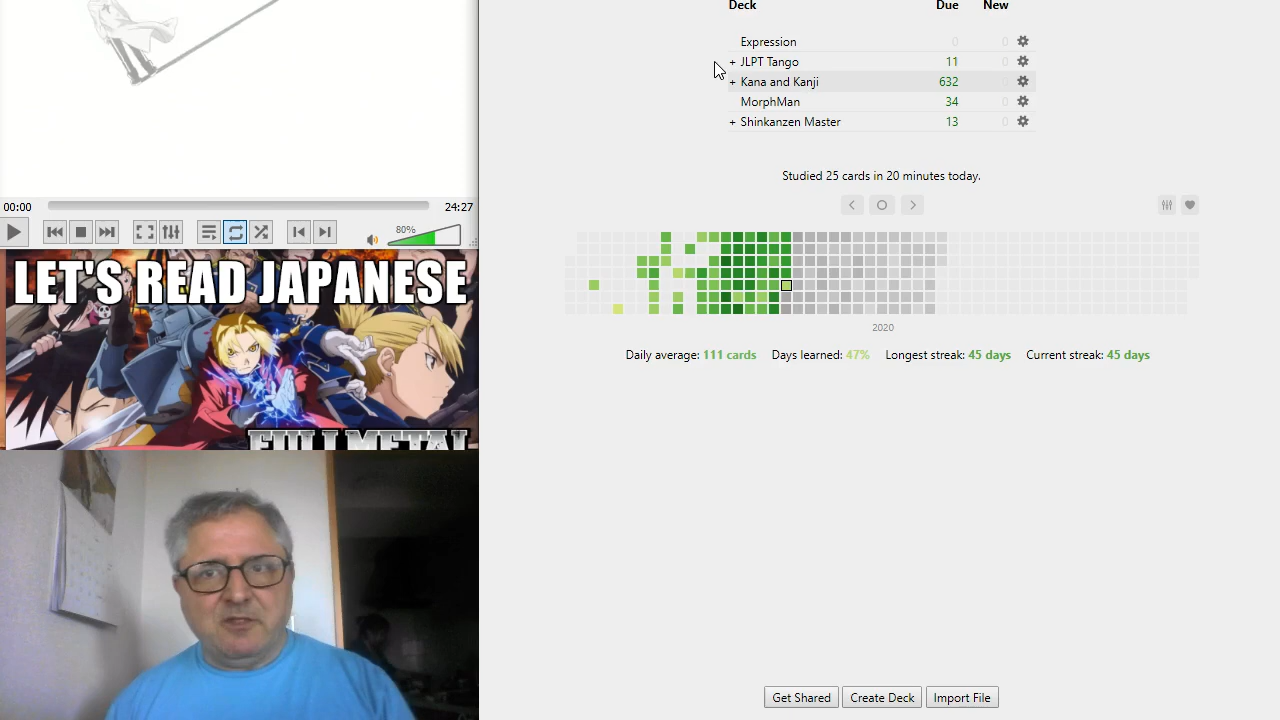 00:00 24:27
80%
LET'S READ JAPANESE
FULLMETAL
Deck Due New
Expression 0 0
+ JLPT Tango 11 0
+ Kana and Kanji 632 0
MorphMan 34 0
+ Shinkanzen Master 13 0
Studied 25 cards in 20 minutes today.
2020
Daily average: 111 cards Days learned: 47% Longest streak: 45 days Current streak: 45 days
Get Shared Create Deck Import File